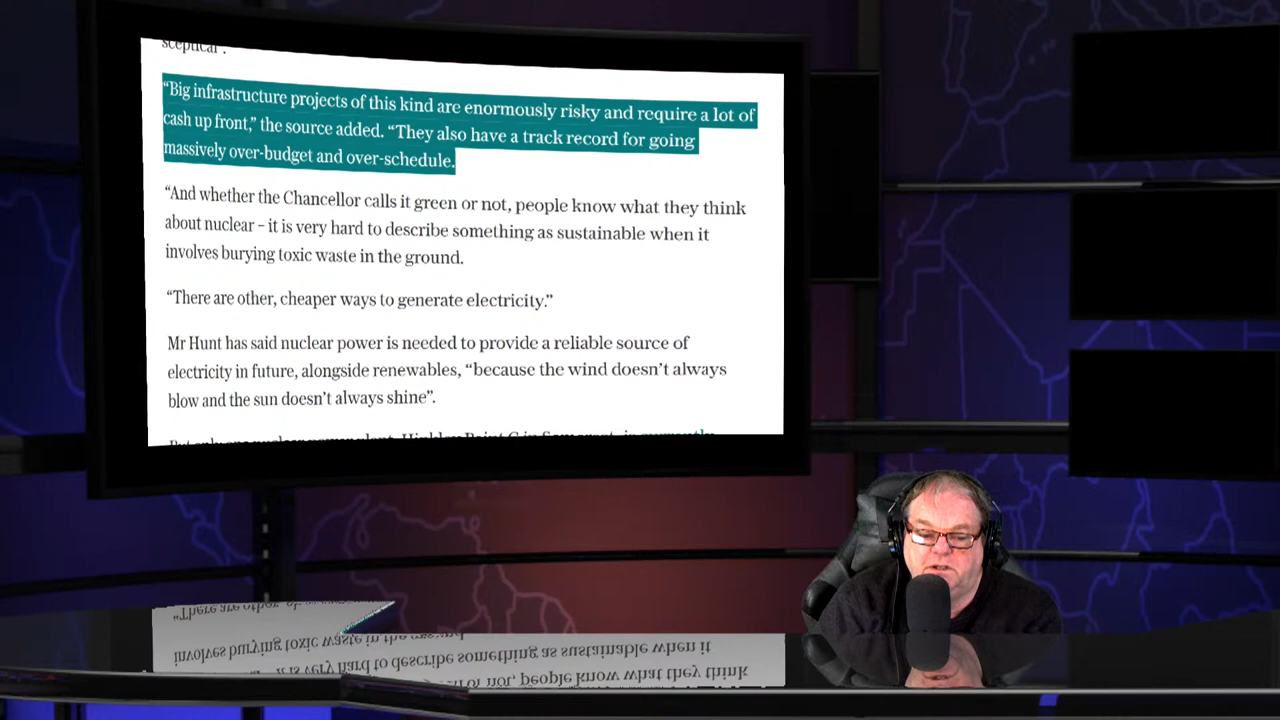 sceptical".
“Big infrastructure projects of this kind are enormously risky and require a lot of
cash up front,” the source added. “They also have a track record for going
massively over-budget and over-schedule.
“And whether the Chancellor calls it green or not, people know what they think
about nuclear – it is very hard to describe something as sustainable when it
involves burying toxic waste in the ground.
“There are other, cheaper ways to generate electricity.”
Mr Hunt has said nuclear power is needed to provide a reliable source of
electricity in future, alongside renewables, “because the wind doesn’t always
blow and the sun doesn’t always shine”.